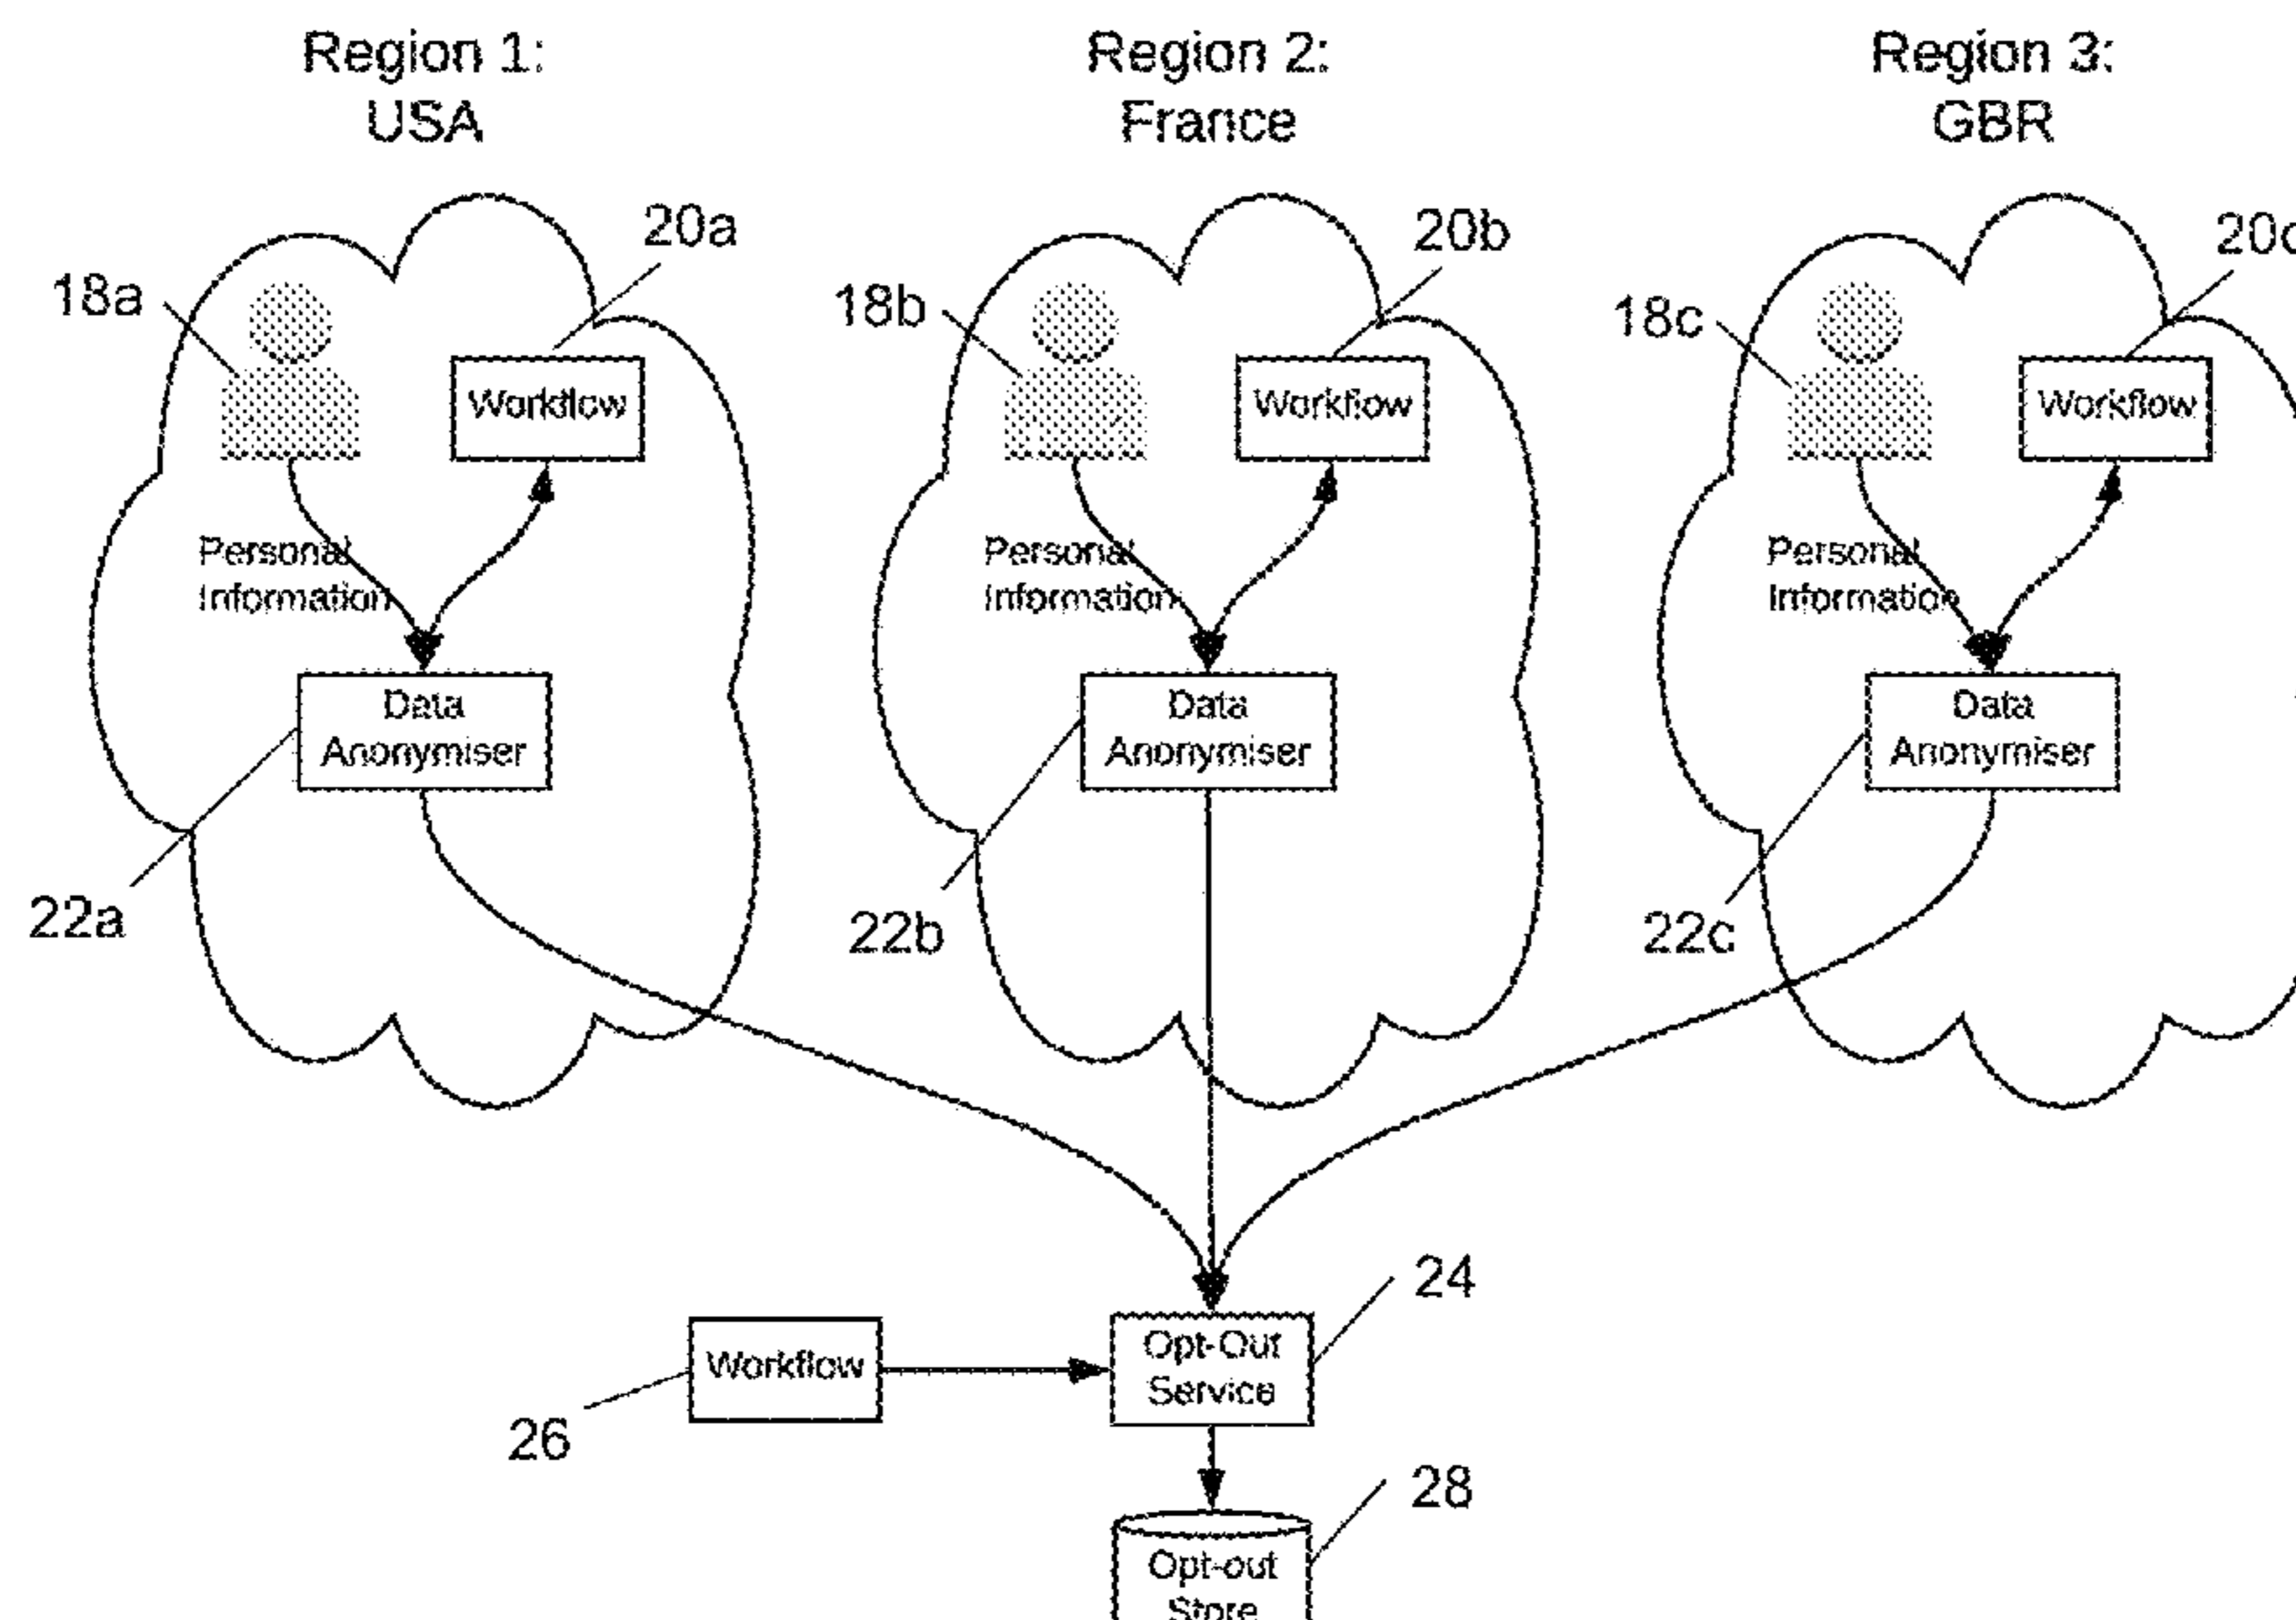 Region 1:
USA
Region 2:
France
Region 3:
GBR
20a
20b
18a
18b
18c
Workflow
Workflow
Workflow
Personal
Information
Personal
Information
Personal
Information
Data
Anonymiser
Data
Anonymiser
Data
Anonymiser
22a
22b
22c
24
Opt-Out
Service
Workflow
26
28
Opt-out
Store